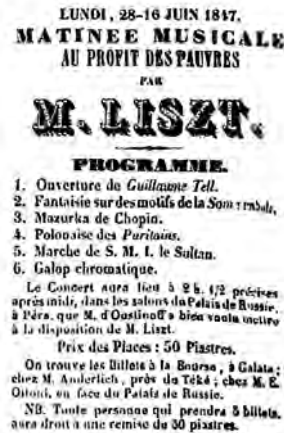 LUNDI, 28-16 JUIN 1847.
MATINEE MUSICALE
AU PROFIT DES PAUVRES
PAR
M. LISZT.
PROGRAMME.
1. Ouverture de Guillaume Tell.
2. Fantaisie sur des motifs de la
3. Mazurka de Chopin.
4. Polonaise des Puritains.
5. Marche de S. M. I. le Sultan.
6. Galop chromatique.
Le Concert aura lieu à 2 h. 1/2 précises
après midi, dans les salons du Palais de Russie,
à Péra, que M. d'Oustinoff a bien voulu mettre
à la disposition de M. Liszt.
Prix des Places : 50 Piastres.
On trouve les Billets à la Bourse, à Galata;
chez M. Anderlich, près du Téké; chez M. E.
en face du Palais de Russie.
NB. Toute personne qui prendra 5 billets,
aura droit à une remise du 50 piastres.